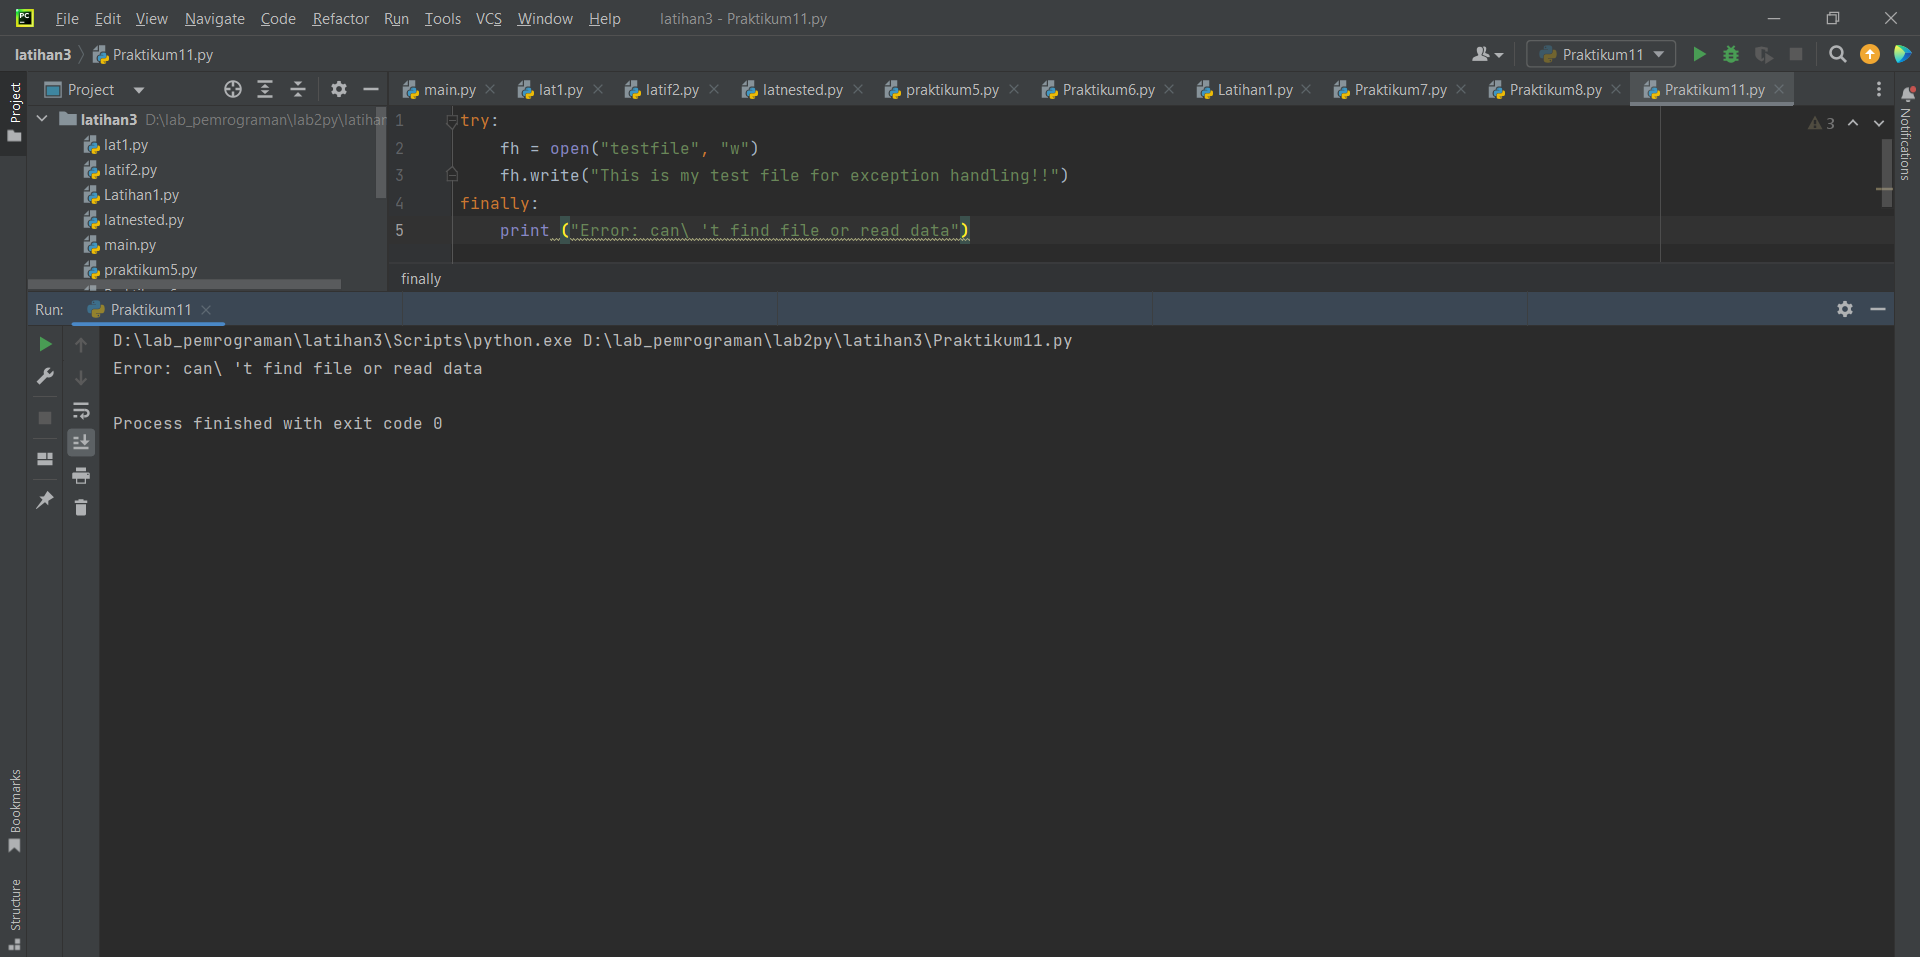 PC
File Edit View Navigate Code Refactor Run Tools VCS Window Help latihan3 - Praktikum11.py
latihan3 Praktikum11.py Praktikum11
Project
Project main.py lat1.py latif2.py latnested.py praktikum5.py Praktikum6.py Latihan1.py Praktikum7.py Praktikum8.py Praktikum11.py
Notifications
latihan3 D:\lab_pemrograman\lab2py\latihar
lat1.py
latif2.py
Latihan1.py
latnested.py
main.py
praktikum5.py
1 try:
2 fh = open("testfile", "w")
3 fh.write("This is my test file for exception handling!!")
4 finally:
5 print ("Error: can\ 't find file or read data")
3
finally
Run: Praktikum11
D:\lab_pemrograman\latihan3\Scripts\python.exe D:\lab_pemrograman\lab2py\latihan3\Praktikum11.py
Error: can\ 't find file or read data
Process finished with exit code 0
Bookmarks
Structure